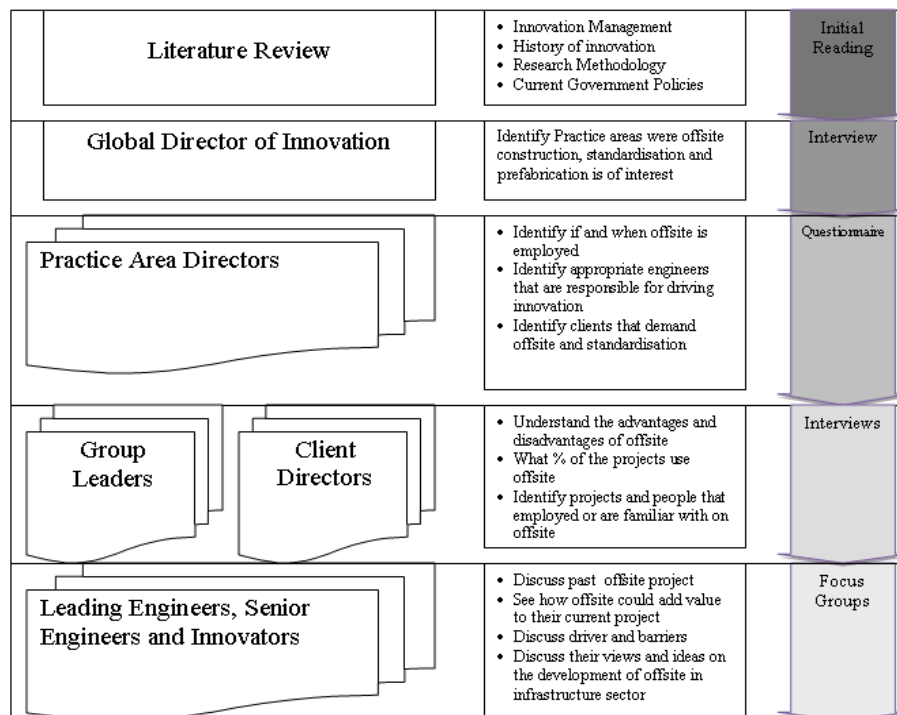 Literature Review
• Innovation Management
• History of innovation
• Research Methodology
• Current Government Policies
Initial
Reading
Global Director of Innovation
Identify Practice areas were offsite
construction, standardisation and
prefabrication is of interest
Interview
Practice Area Directors
• Identify if and when offsite is
employed
• Identify appropriate engineers
that are responsible for driving
innovation
• Identify clients that demand
offsite and standardisation
Questionnaire
Group
Leaders
Client
Directors
• Understand the advantages and
disadvantages of offsite
• What % of the projects use
offsite
• Identify projects and people that
employed or are familiar with on
offsite
Interviews
Leading Engineers, Senior
Engineers and Innovators
• Discuss past offsite project
• See how offsite could add value
to their current project
• Discuss driver and barriers
• Discuss their views and ideas on
the development of offsite in
infrastructure sector
Focus
Groups